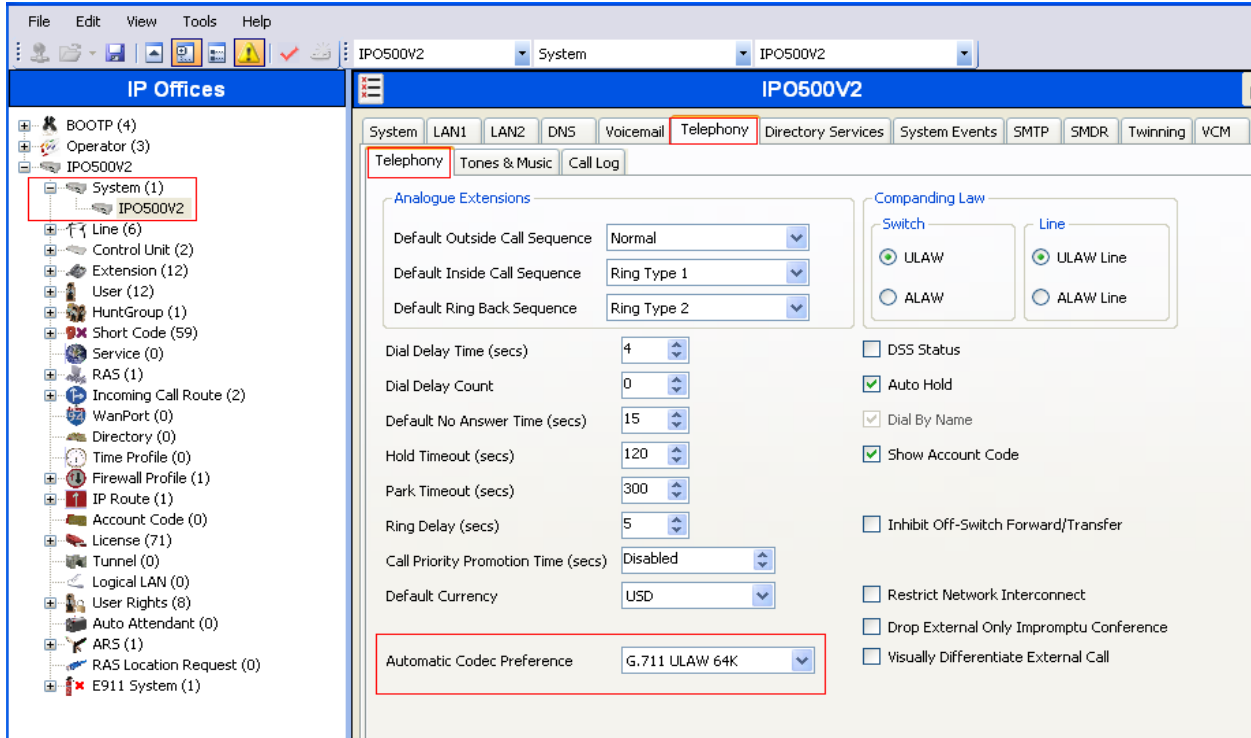 File Edit View Tools Help
IPO500V2 System IPO500V2
IP Offices
BOOTP (4)
Operator (3)
IPO500V2
System (1)
IPO500V2
Line (6)
Control Unit (2)
Extension (12)
User (12)
HuntGroup (1)
Short Code (59)
Service (0)
RAS (1)
Incoming Call Route (2)
WanPort (0)
Directory (0)
Time Profile (0)
Firewall Profile (1)
IP Route (1)
Account Code (0)
License (71)
Tunnel (0)
Logical LAN (0)
User Rights (8)
Auto Attendant (0)
ARS (1)
RAS Location Request (0)
E911 System (1)
IPO500V2
System LAN1 LAN2 DNS Voicemail Telephony Directory Services System Events SMTP SMDR Twinning VCM
Telephony Tones & Music Call Log
Analogue Extensions
Default Outside Call Sequence Normal
Default Inside Call Sequence Ring Type 1
Default Ring Back Sequence Ring Type 2
Companding Law
Switch Line
ULAW ULAW Line
ALAW ALAW Line
Dial Delay Time (secs) 4 DSS Status
Dial Delay Count 0 Auto Hold
Default No Answer Time (secs) 15 Dial By Name
Hold Timeout (secs) 120 Show Account Code
Park Timeout (secs) 300
Ring Delay (secs) 5 Inhibit Off-Switch Forward/Transfer
Call Priority Promotion Time (secs) Disabled
Default Currency USD Restrict Network Interconnect
Drop External Only Impromptu Conference
Automatic Codec Preference G.711 ULAW 64K Visually Differentiate External Call